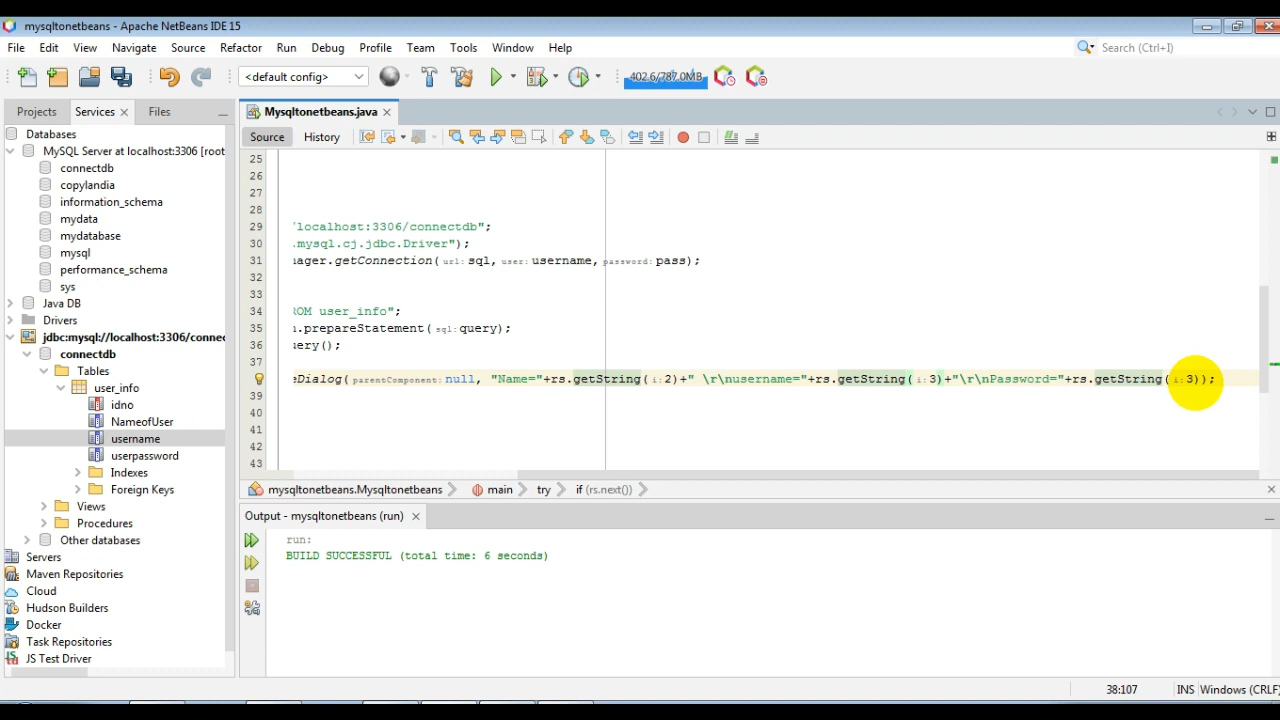 mysqltonetbeans - Apache NetBeans IDE 15
File Edit View Navigate Source Refactor Run Debug Profile Team Tools Window Help
Search (Ctrl+I)
<default config>
402.6/787.0MB
Projects Services Files
Mysqltonetbeans.java
Source History
Databases
MySQL Server at localhost:3306 [root
connectdb
copylandia
information_schema
mydata
mydatabase
mysql
performance_schema
sys
Java DB
Drivers
jdbc:mysql://localhost:3306/connec
connectdb
Tables
user_info
idno
NameofUser
username
userpassword
Indexes
Foreign Keys
Views
Procedures
Other databases
Servers
Maven Repositories
Cloud
Hudson Builders
Docker
Task Repositories
JS Test Driver
25
26
27
28
29 'localhost:3306/connectdb";
30 .mysql.cj.jdbc.Driver");
31 ager.getConnection(url:sql,user:username,password:pass);
32
33
34 OM user_info";
35 .prepareStatement(sql:query);
36 ery();
37
eDialog(parentComponent:null, "Name="+rs.getString(i:2)+" \r\nusername="+rs.getString(i:3)+"\r\nPassword="+rs.getString(i:3));
39
40
41
42
43
mysqltonetbeans.Mysqltonetbeans main try if (rs.next())
Output - mysqltonetbeans (run)
run:
BUILD SUCCESSFUL (total time: 6 seconds)
38:107 INS Windows (CRLF)